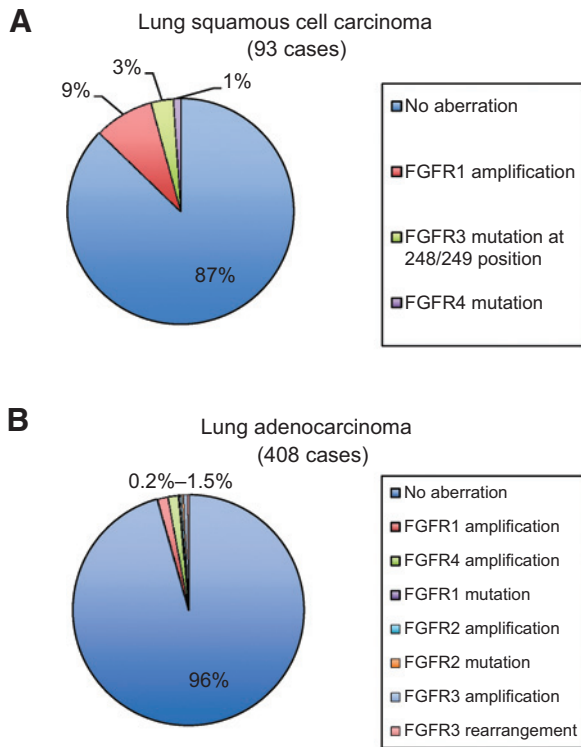 A
Lung squamous cell carcinoma
(93 cases)
3%
1%
9%
87%
No aberration
FGFR1 amplification
FGFR3 mutation at
248/249 position
FGFR4 mutation
B
Lung adenocarcinoma
(408 cases)
0.2%–1.5%
96%
No aberration
FGFR1 amplification
FGFR4 amplification
FGFR1 mutation
FGFR2 amplification
FGFR2 mutation
FGFR3 amplification
FGFR3 rearrangement